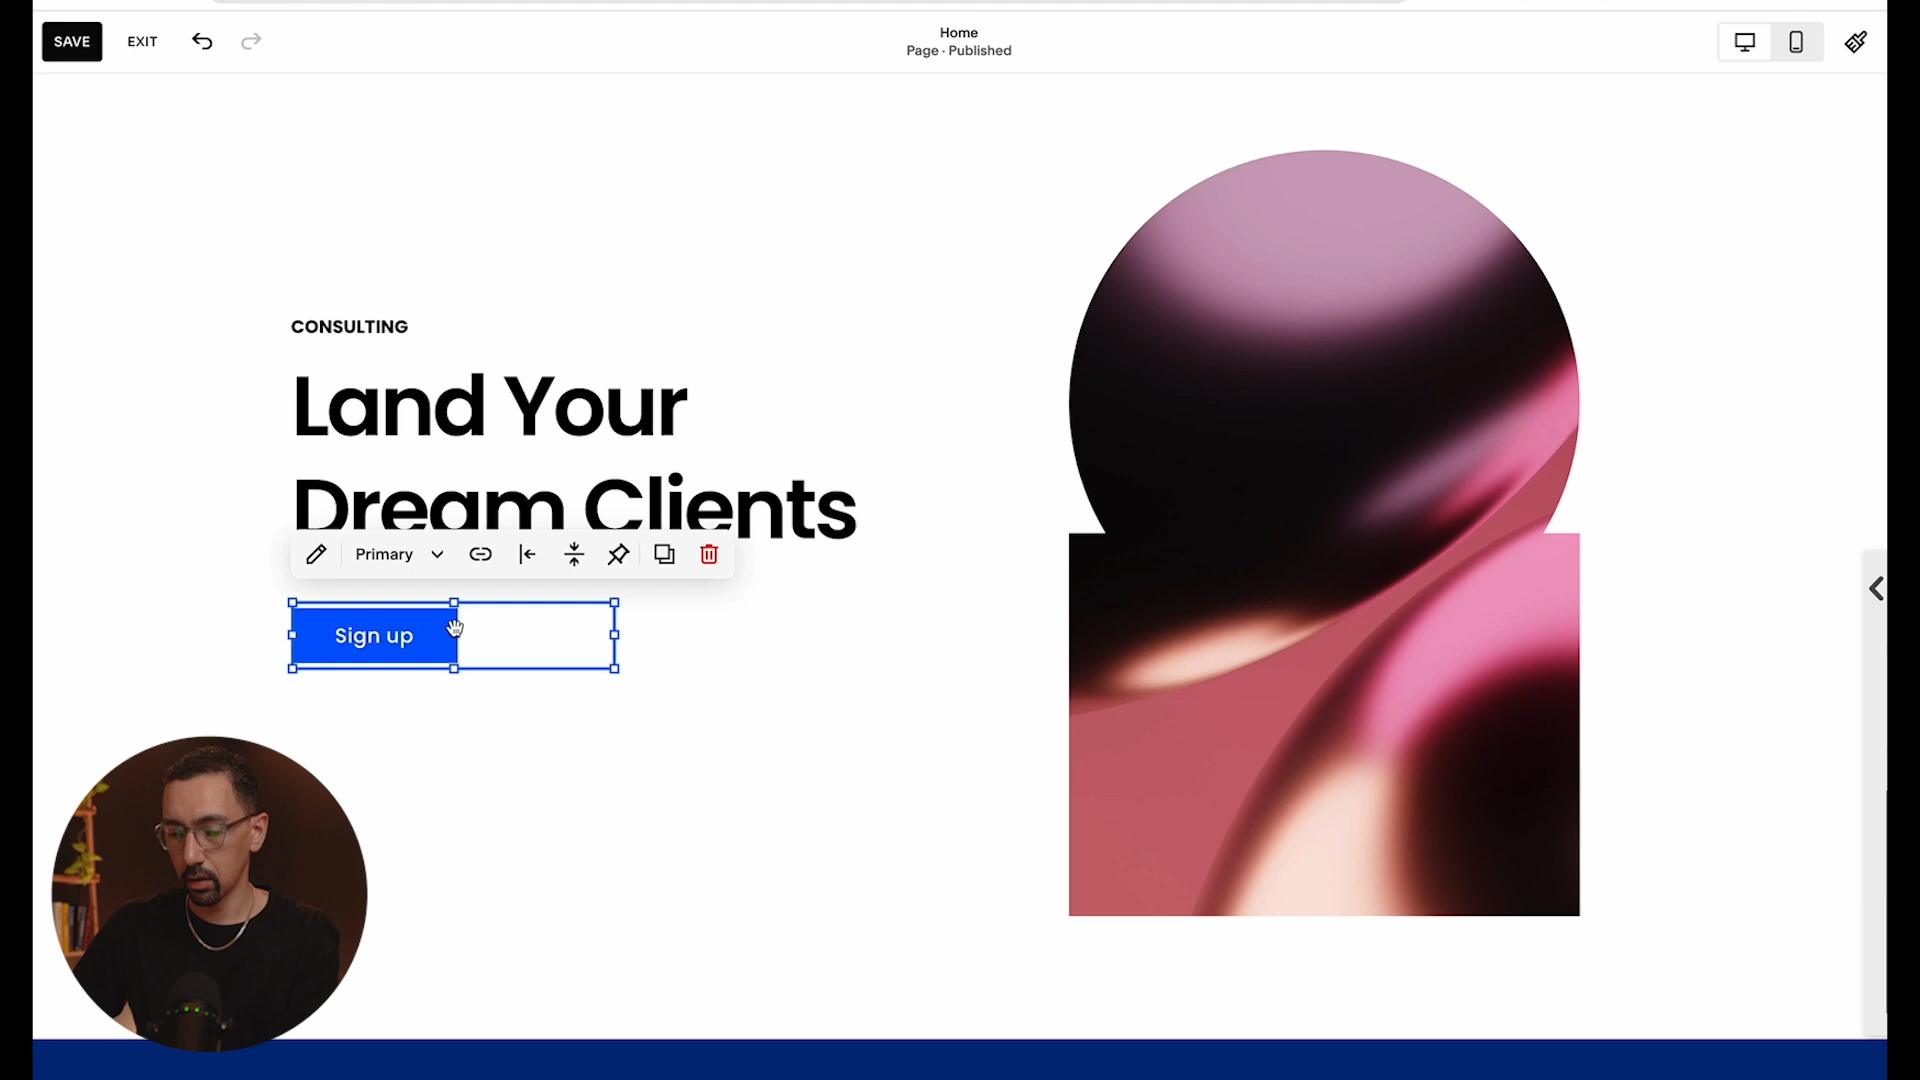 SAVE
EXIT
Home
Page · Published
CONSULTING
Land Your
Dream Clients
Primary
Sign up